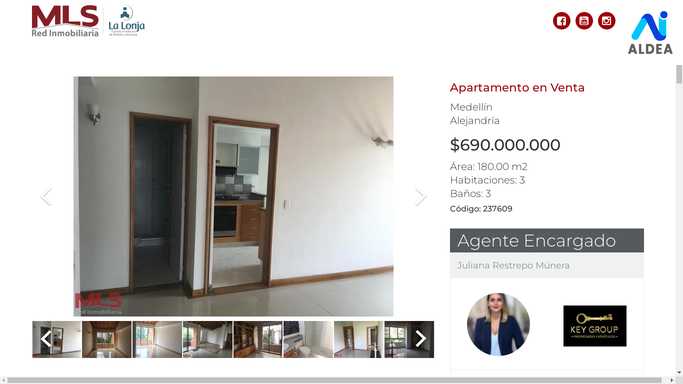 MLS
Red Inmobiliaria
La Lonja
ALDEA
Apartamento en Venta
Medellín
Alejandría
$690.000.000
Área: 180.00 m2
Habitaciones: 3
Baños: 3
Código: 237609
Agente Encargado
Juliana Restrepo Múnera
KEY GROUP
MLS
Red Inmobiliaria